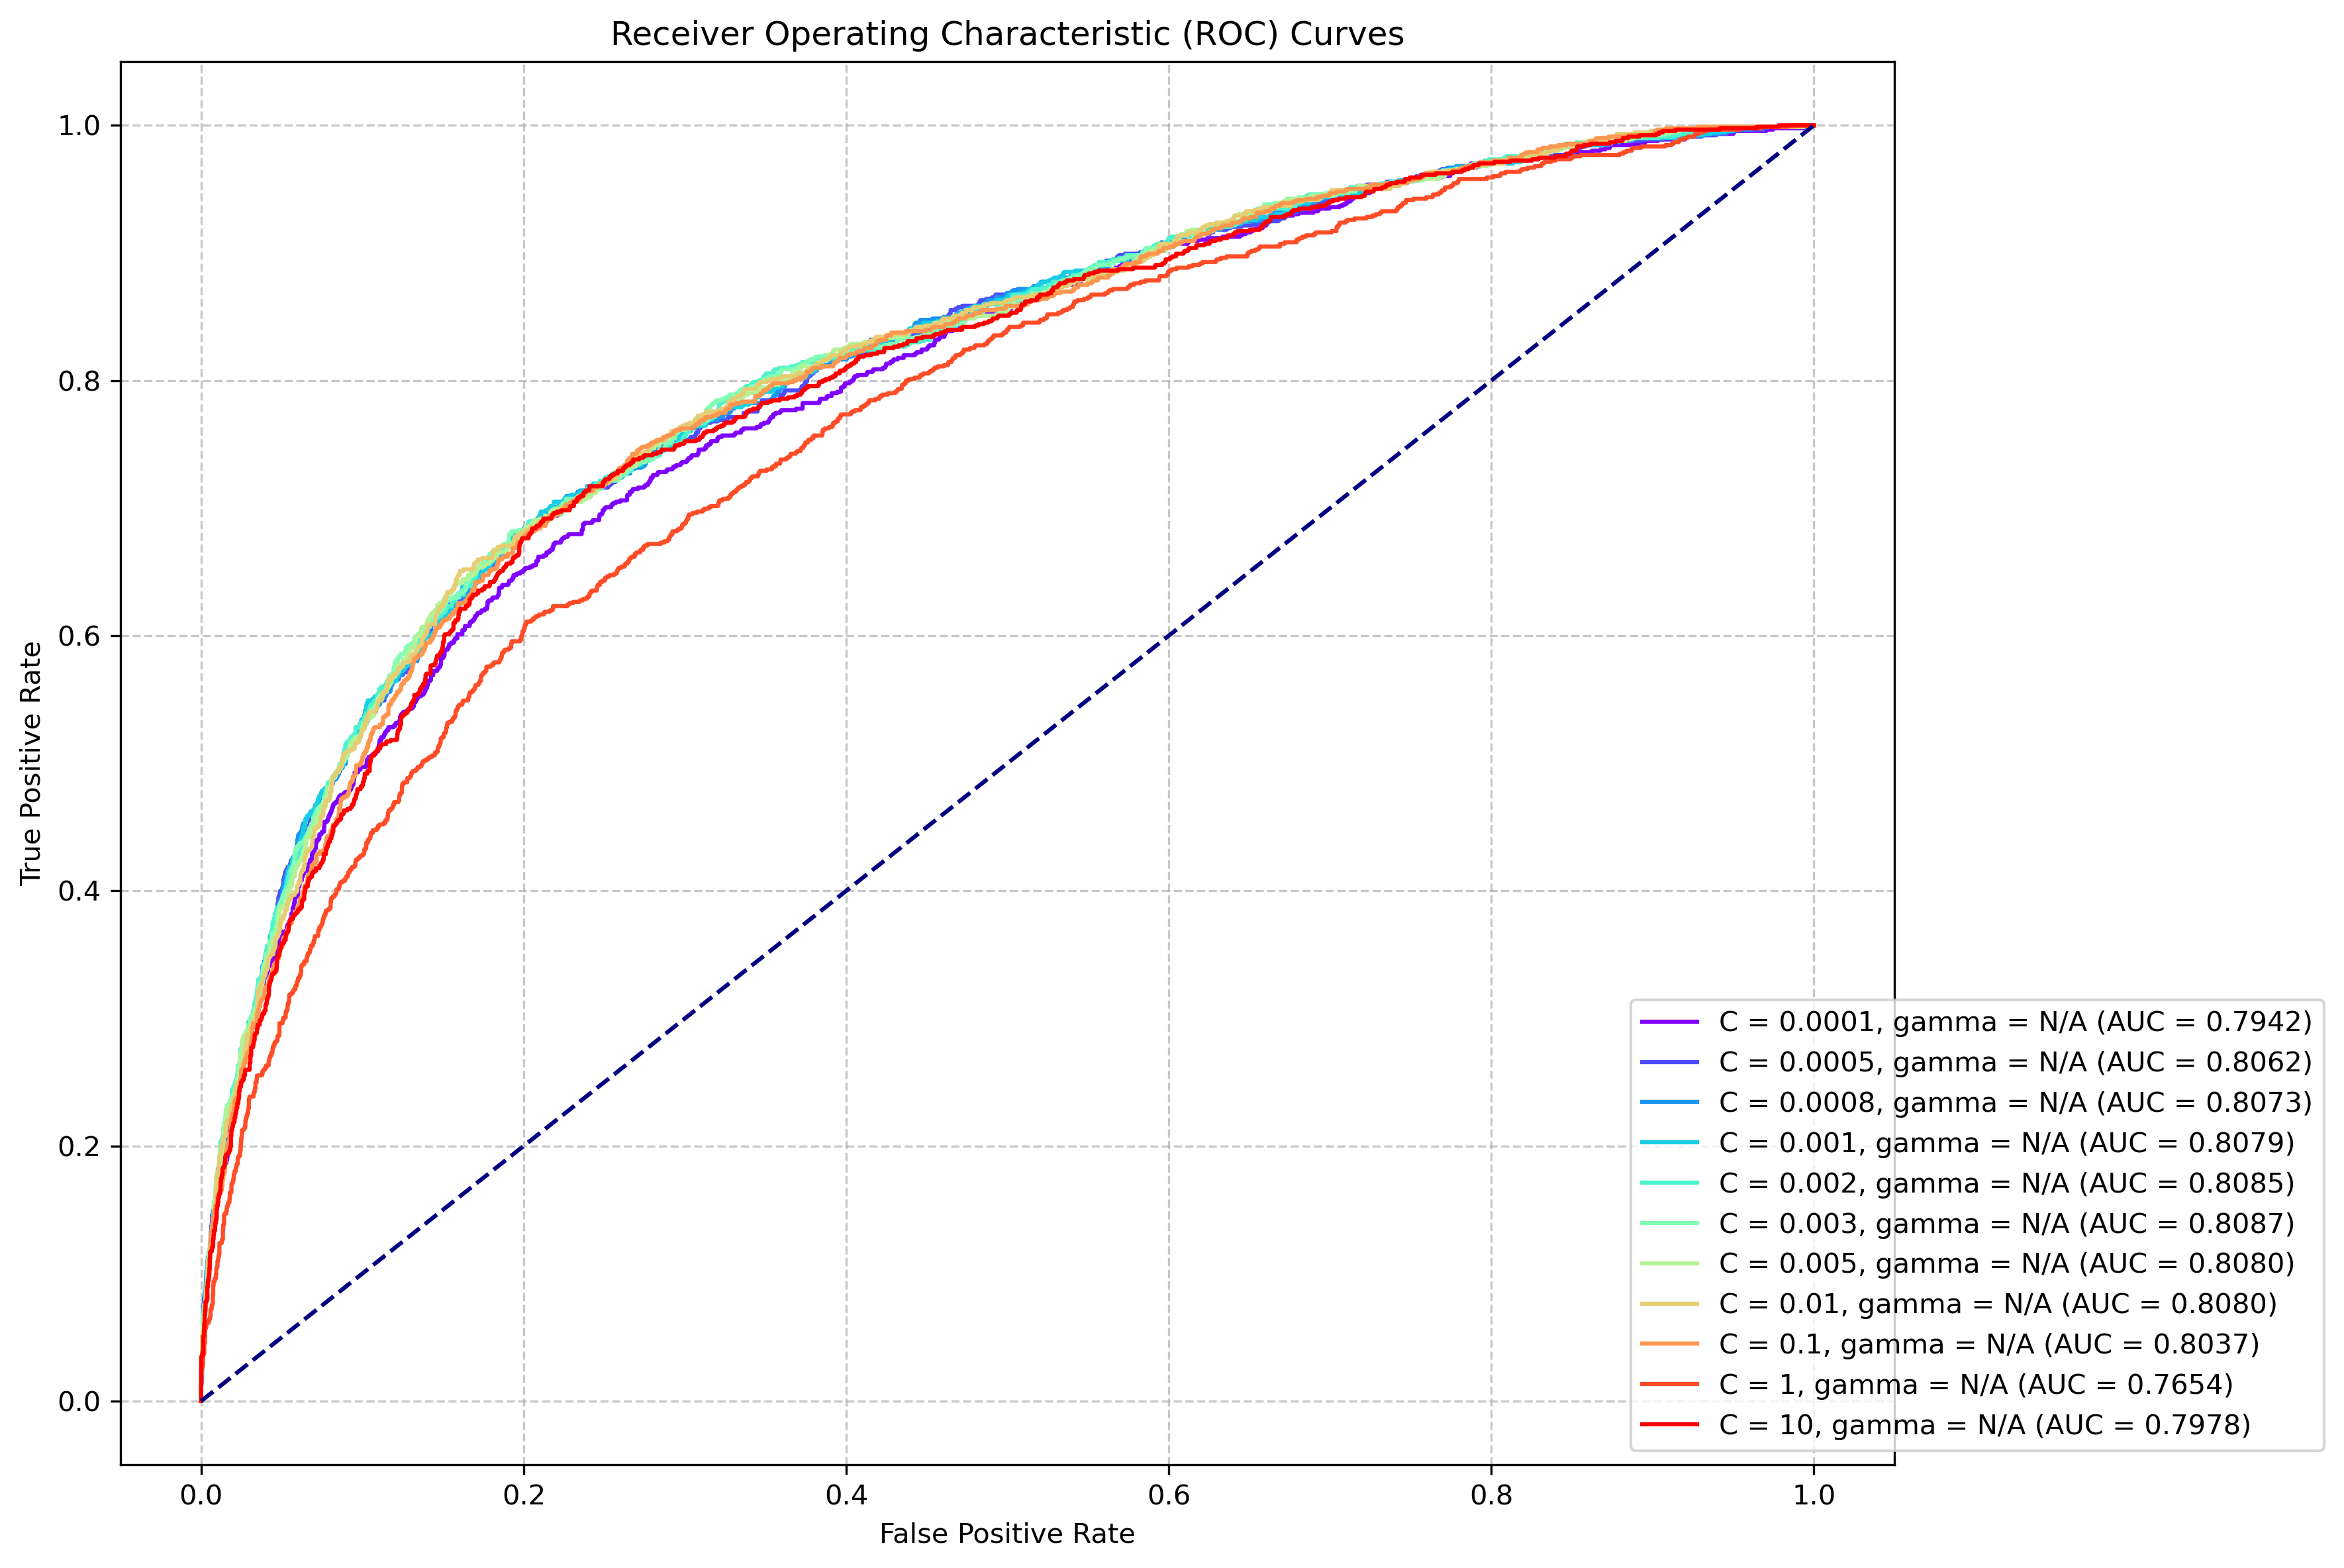 Receiver Operating Characteristic (ROC) Curves
True Positive Rate
1.0
0.8
0.6
0.4
0.2
0.0
C = 0.0001, gamma = N/A (AUC = 0.7942)
C = 0.0005, gamma = N/A (AUC = 0.8062)
C = 0.0008, gamma = N/A (AUC = 0.8073)
C = 0.001, gamma = N/A (AUC = 0.8079)
C = 0.002, gamma = N/A (AUC = 0.8085)
C = 0.003, gamma = N/A (AUC = 0.8087)
C = 0.005, gamma = N/A (AUC = 0.8080)
C = 0.01, gamma = N/A (AUC = 0.8080)
C = 0.1, gamma = N/A (AUC = 0.8037)
C = 1, gamma = N/A (AUC = 0.7654)
C = 10, gamma = N/A (AUC = 0.7978)
0.0 0.2 0.4 0.6 0.8 1.0
False Positive Rate